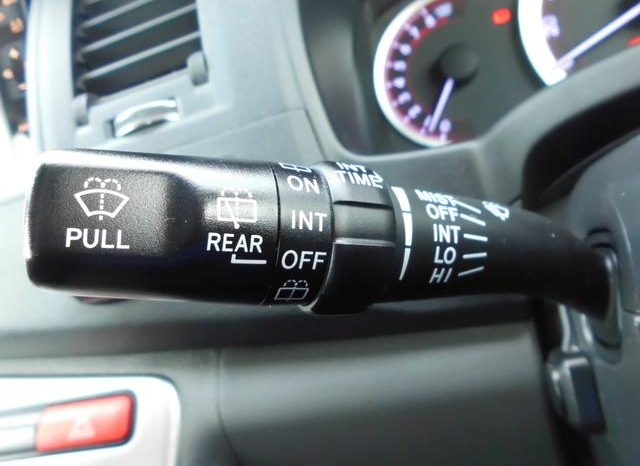 PULL
REAR
ON
INT
OFF
INT
TIME
MIST
OFF
INT
LO
HI